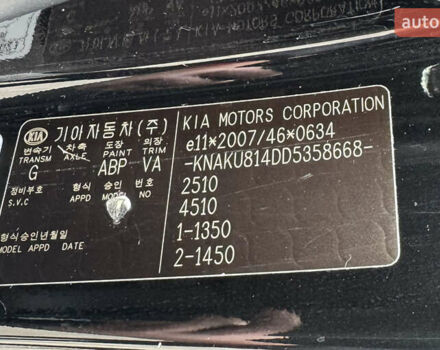 auto
KIA 기아자동차(주)
변속기 차축 도장 의장
TRANSM AXLE PAINT TRIM
G ABP VA
정비부호 형식 승인 번호
S.V.C APPD MODEL NO
형식승인년월일
MODEL APPD DATE
KIA MOTORS CORPORATION
e11*2007/46*0634
-KNAKU814DD5358668-
2510
4510
1-1350
2-1450